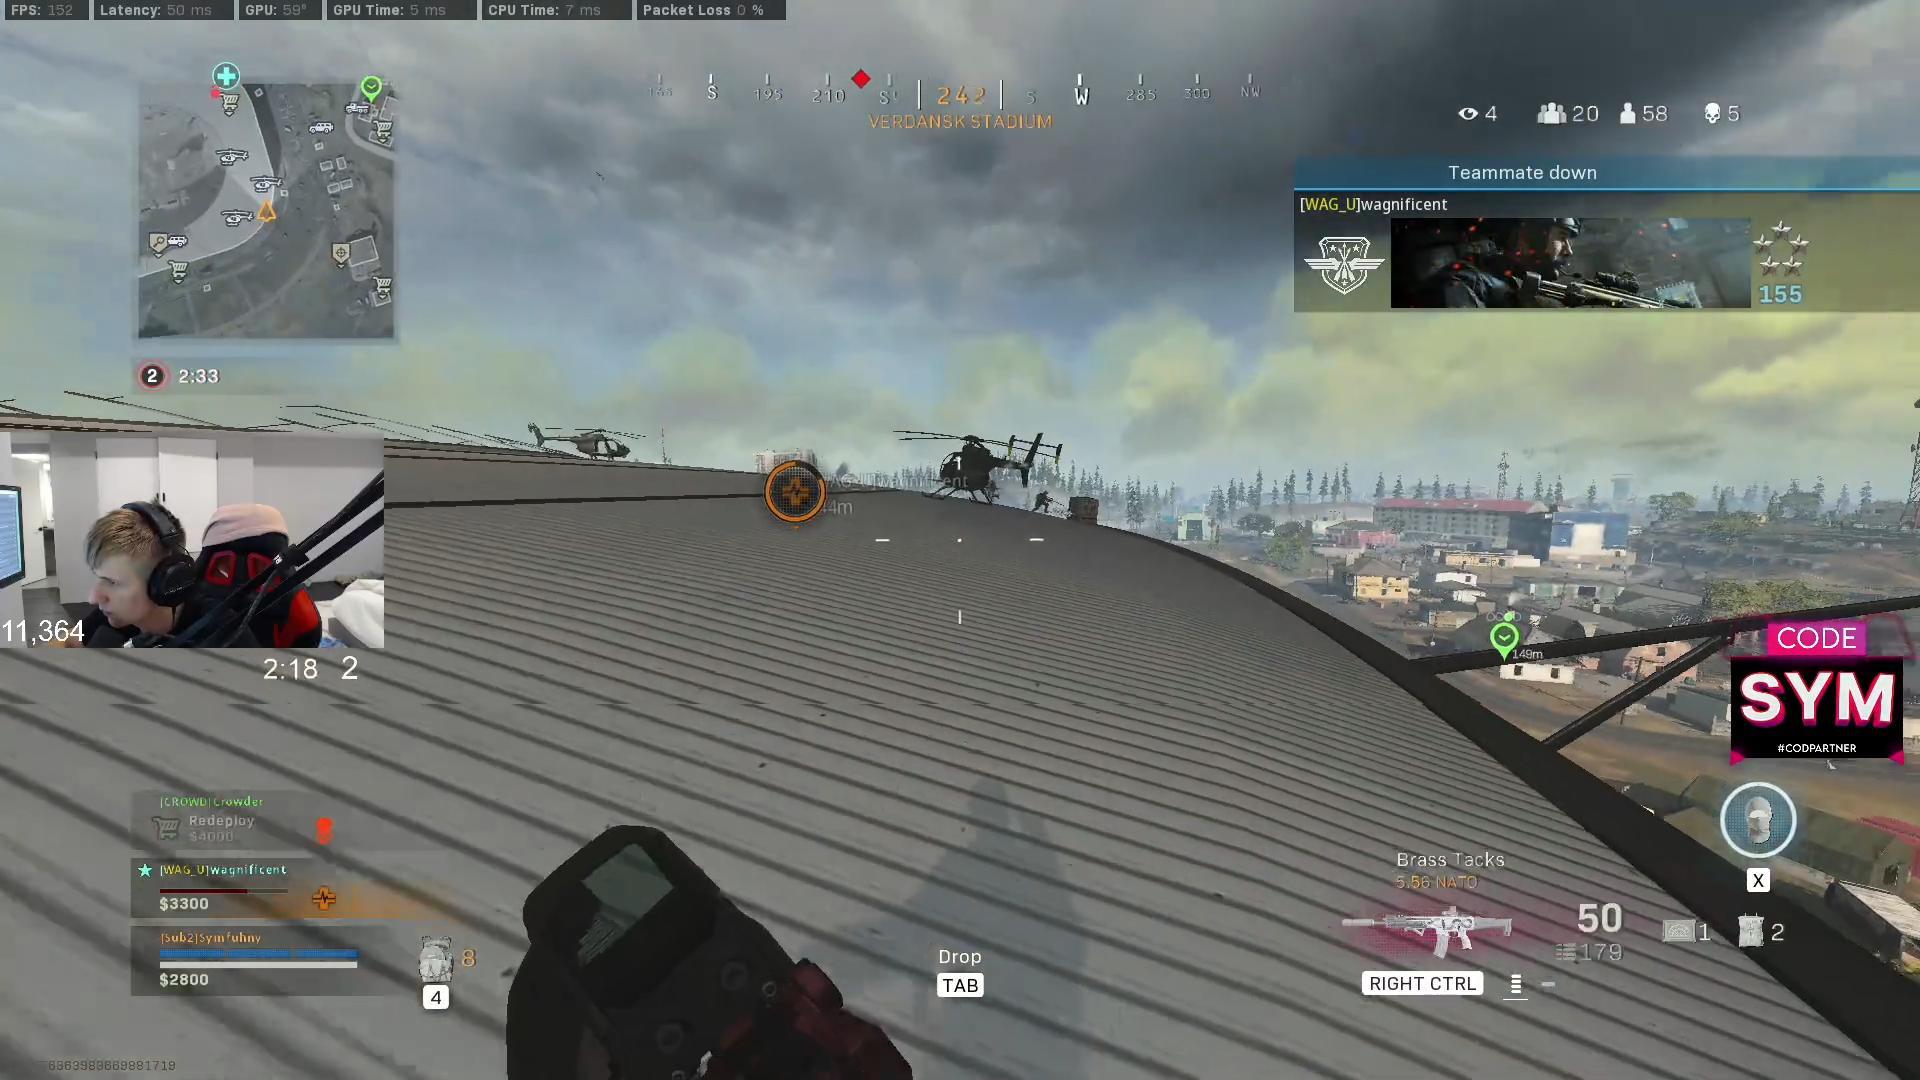 FPS: 152 Latency: 50 ms GPU: 59° GPU Time: 5 ms CPU Time: 7 ms Packet Loss 0 %
165 S 195 210 242 S W 285 300 NW
VERDANSK STADIUM
4 20 58 5
Teammate down
[WAG_U]wagnificent
155
2 2:33
44m
149m
11,364
2:18 2
CODE
SYM
#CODPARTNER
[CROWD]Crowder
Redeploy
$4000
[WAG_U]wagnificent
$3300
[Sub2]Symfuhny
$2800
8
4
Drop
TAB
Brass Tacks
5.56 NATO
50
179
1 2
X
RIGHT CTRL